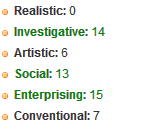 Realistic: 0
Investigative: 14
Artistic: 6
Social: 13
Enterprising: 15
Conventional: 7